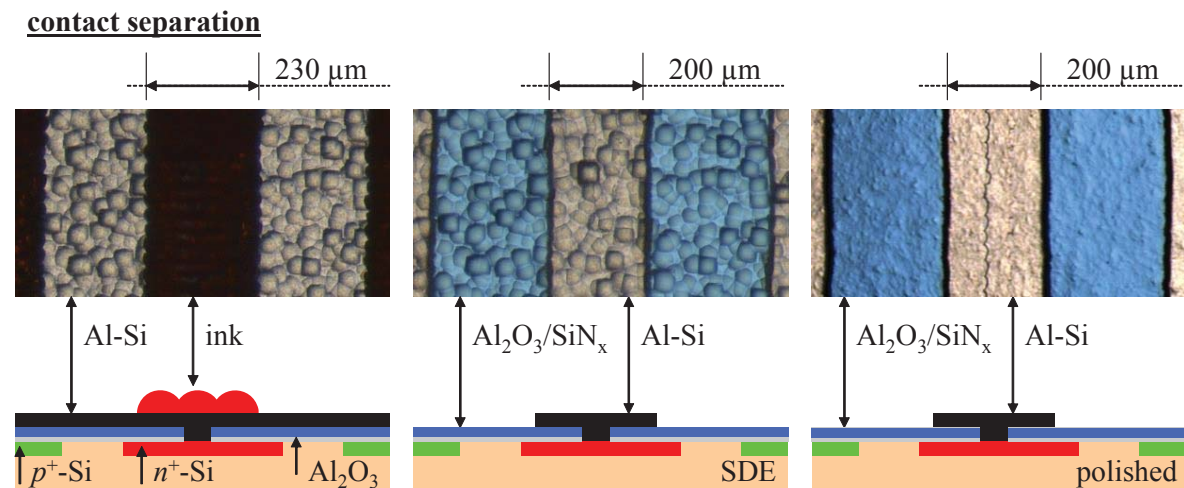 contact separation
230 µm
200 µm
200 µm
Al-Si
ink
Al₂O₃/SiNₓ
Al-Si
Al₂O₃/SiNₓ
Al-Si
p⁺-Si
n⁺-Si
Al₂O₃
SDE
polished